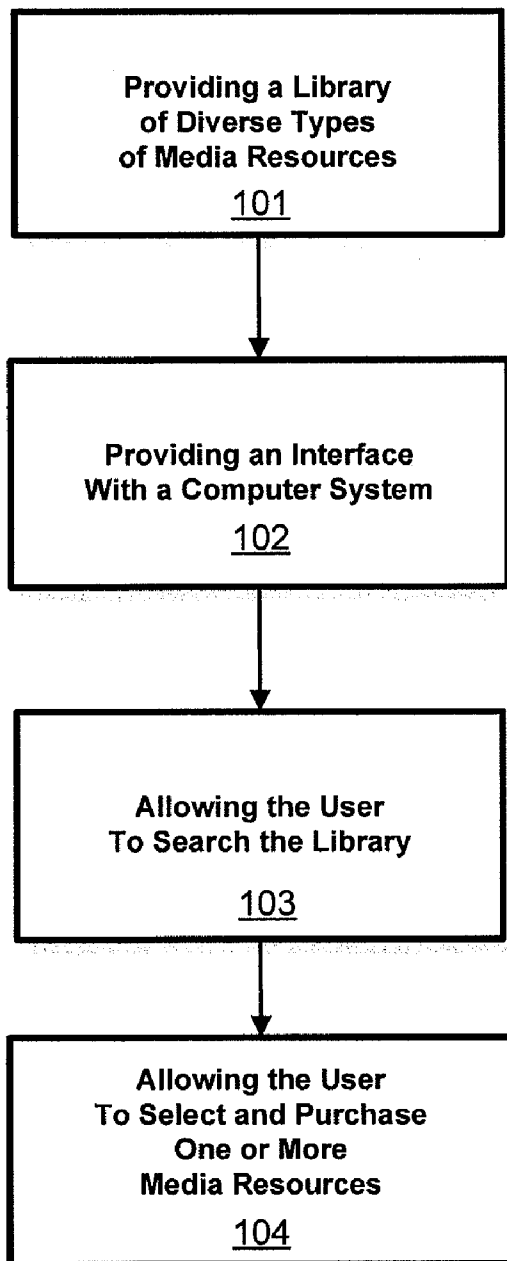 Providing a Library
of Diverse Types
of Media Resources
101
Providing an Interface
With a Computer System
102
Allowing the User
To Search the Library
103
Allowing the User
To Select and Purchase
One or More
Media Resources
104